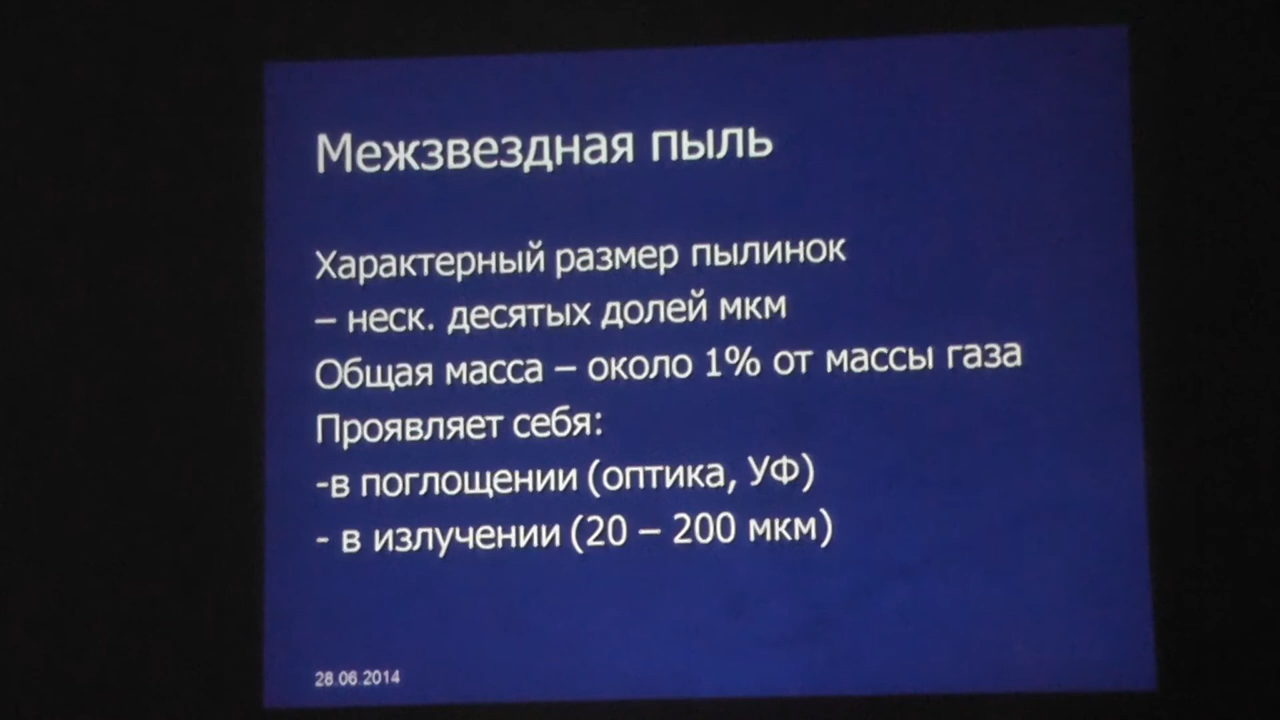 Межзвездная пыль
Характерный размер пылинок
– неск. десятых долей мкм
Общая масса – около 1% от массы газа
Проявляет себя:
-в поглощении (оптика, УФ)
- в излучении (20 – 200 мкм)
28.06.2014